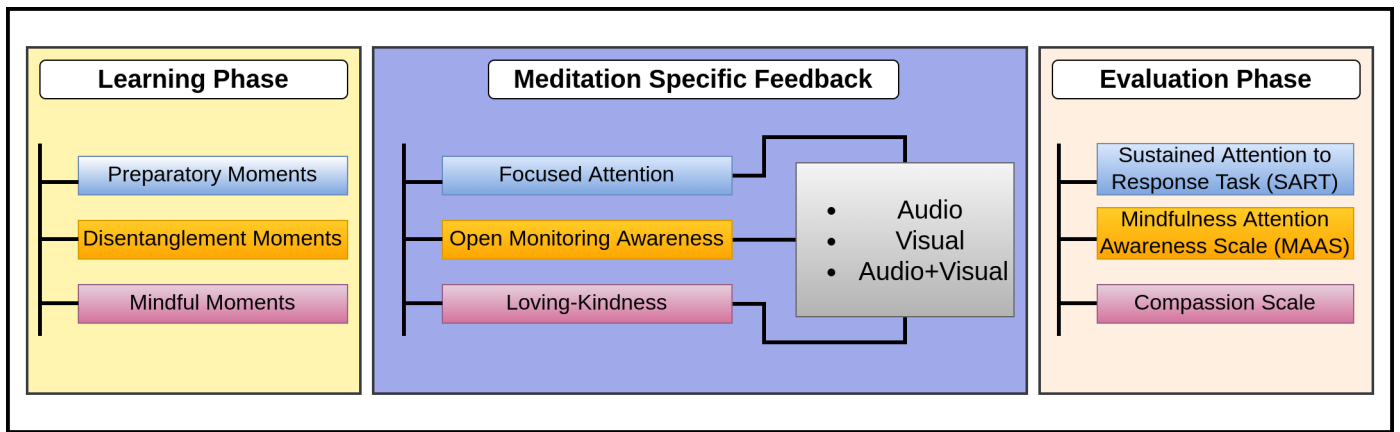 Learning Phase
Preparatory Moments
Disentanglement Moments
Mindful Moments
Meditation Specific Feedback
Focused Attention
Open Monitoring Awareness
Loving-Kindness
• Audio
• Visual
• Audio+Visual
Evaluation Phase
Sustained Attention to
Response Task (SART)
Mindfulness Attention
Awareness Scale (MAAS)
Compassion Scale